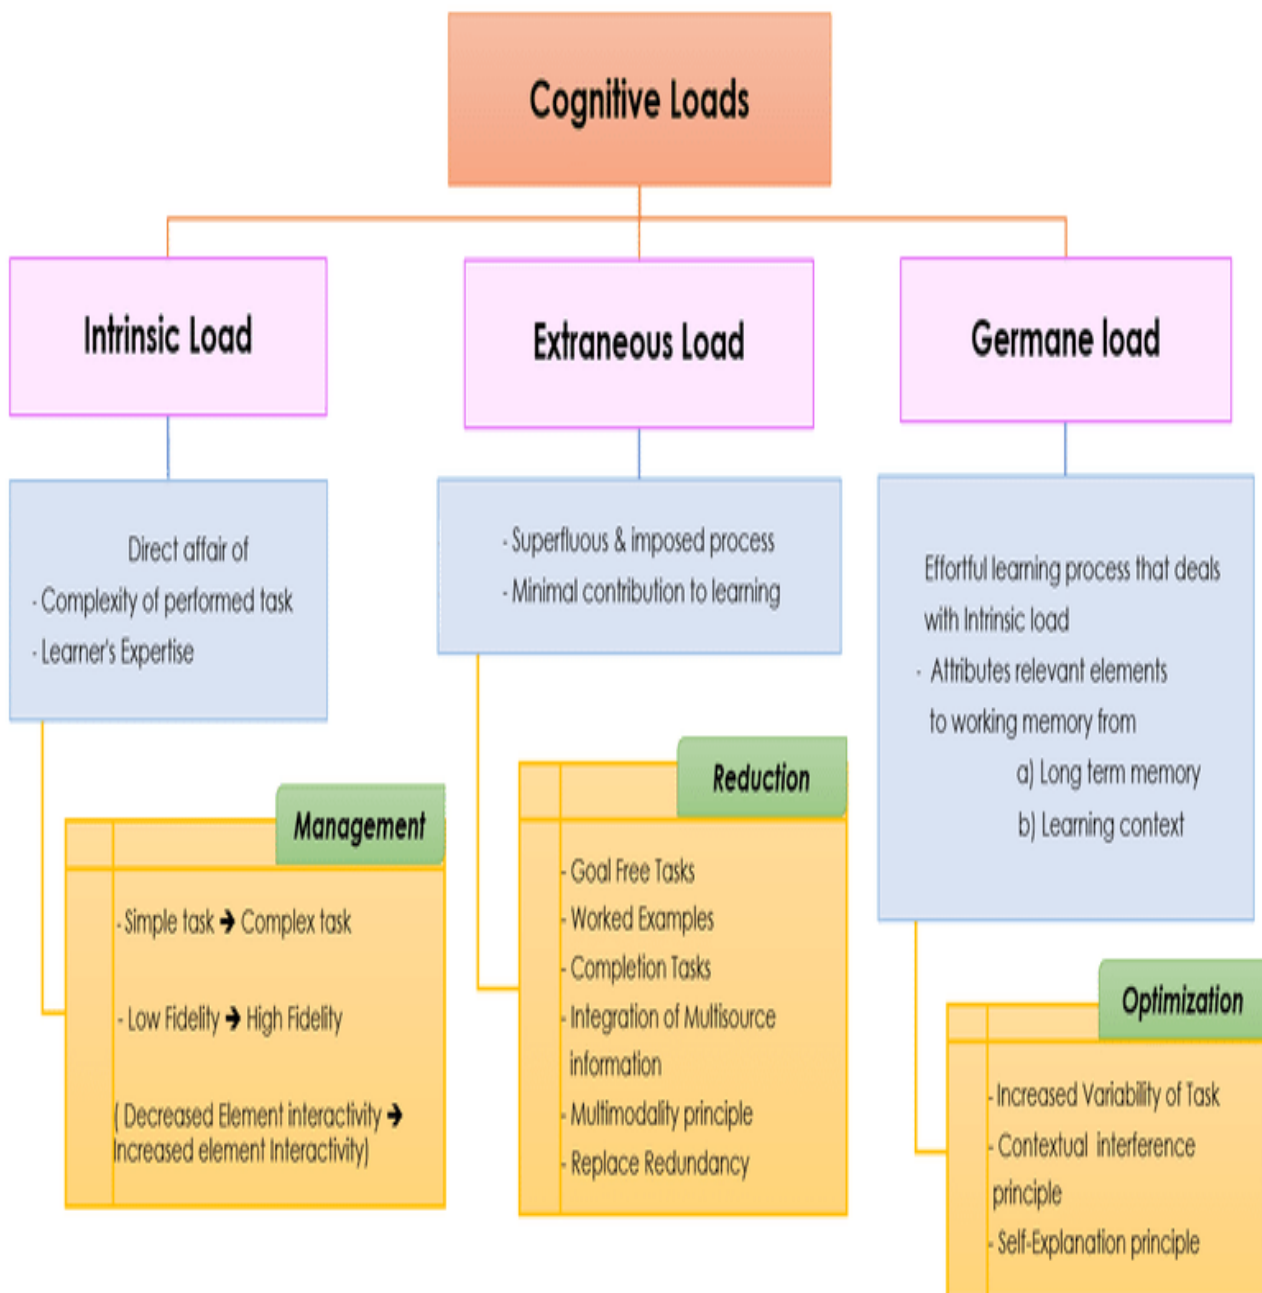 Cognitive Loads
Intrinsic Load
Direct affair of
- Complexity of performed task
- Learner's Expertise
Management
- Simple task ➔ Complex task
- Low Fidelity ➔ High Fidelity
( Decreased Element interactivity ➔
Increased element Interactivity)
Extraneous Load
- Superfluous & imposed process
- Minimal contribution to learning
Reduction
- Goal Free Tasks
- Worked Examples
- Completion Tasks
- Integration of Multisource
information
- Multimodality principle
- Replace Redundancy
Germane load
Effortful learning process that deals
with Intrinsic load
- Attributes relevant elements
to working memory from
a) Long term memory
b) Learning context
Optimization
- Increased Variability of Task
- Contextual interference
principle
- Self-Explanation principle